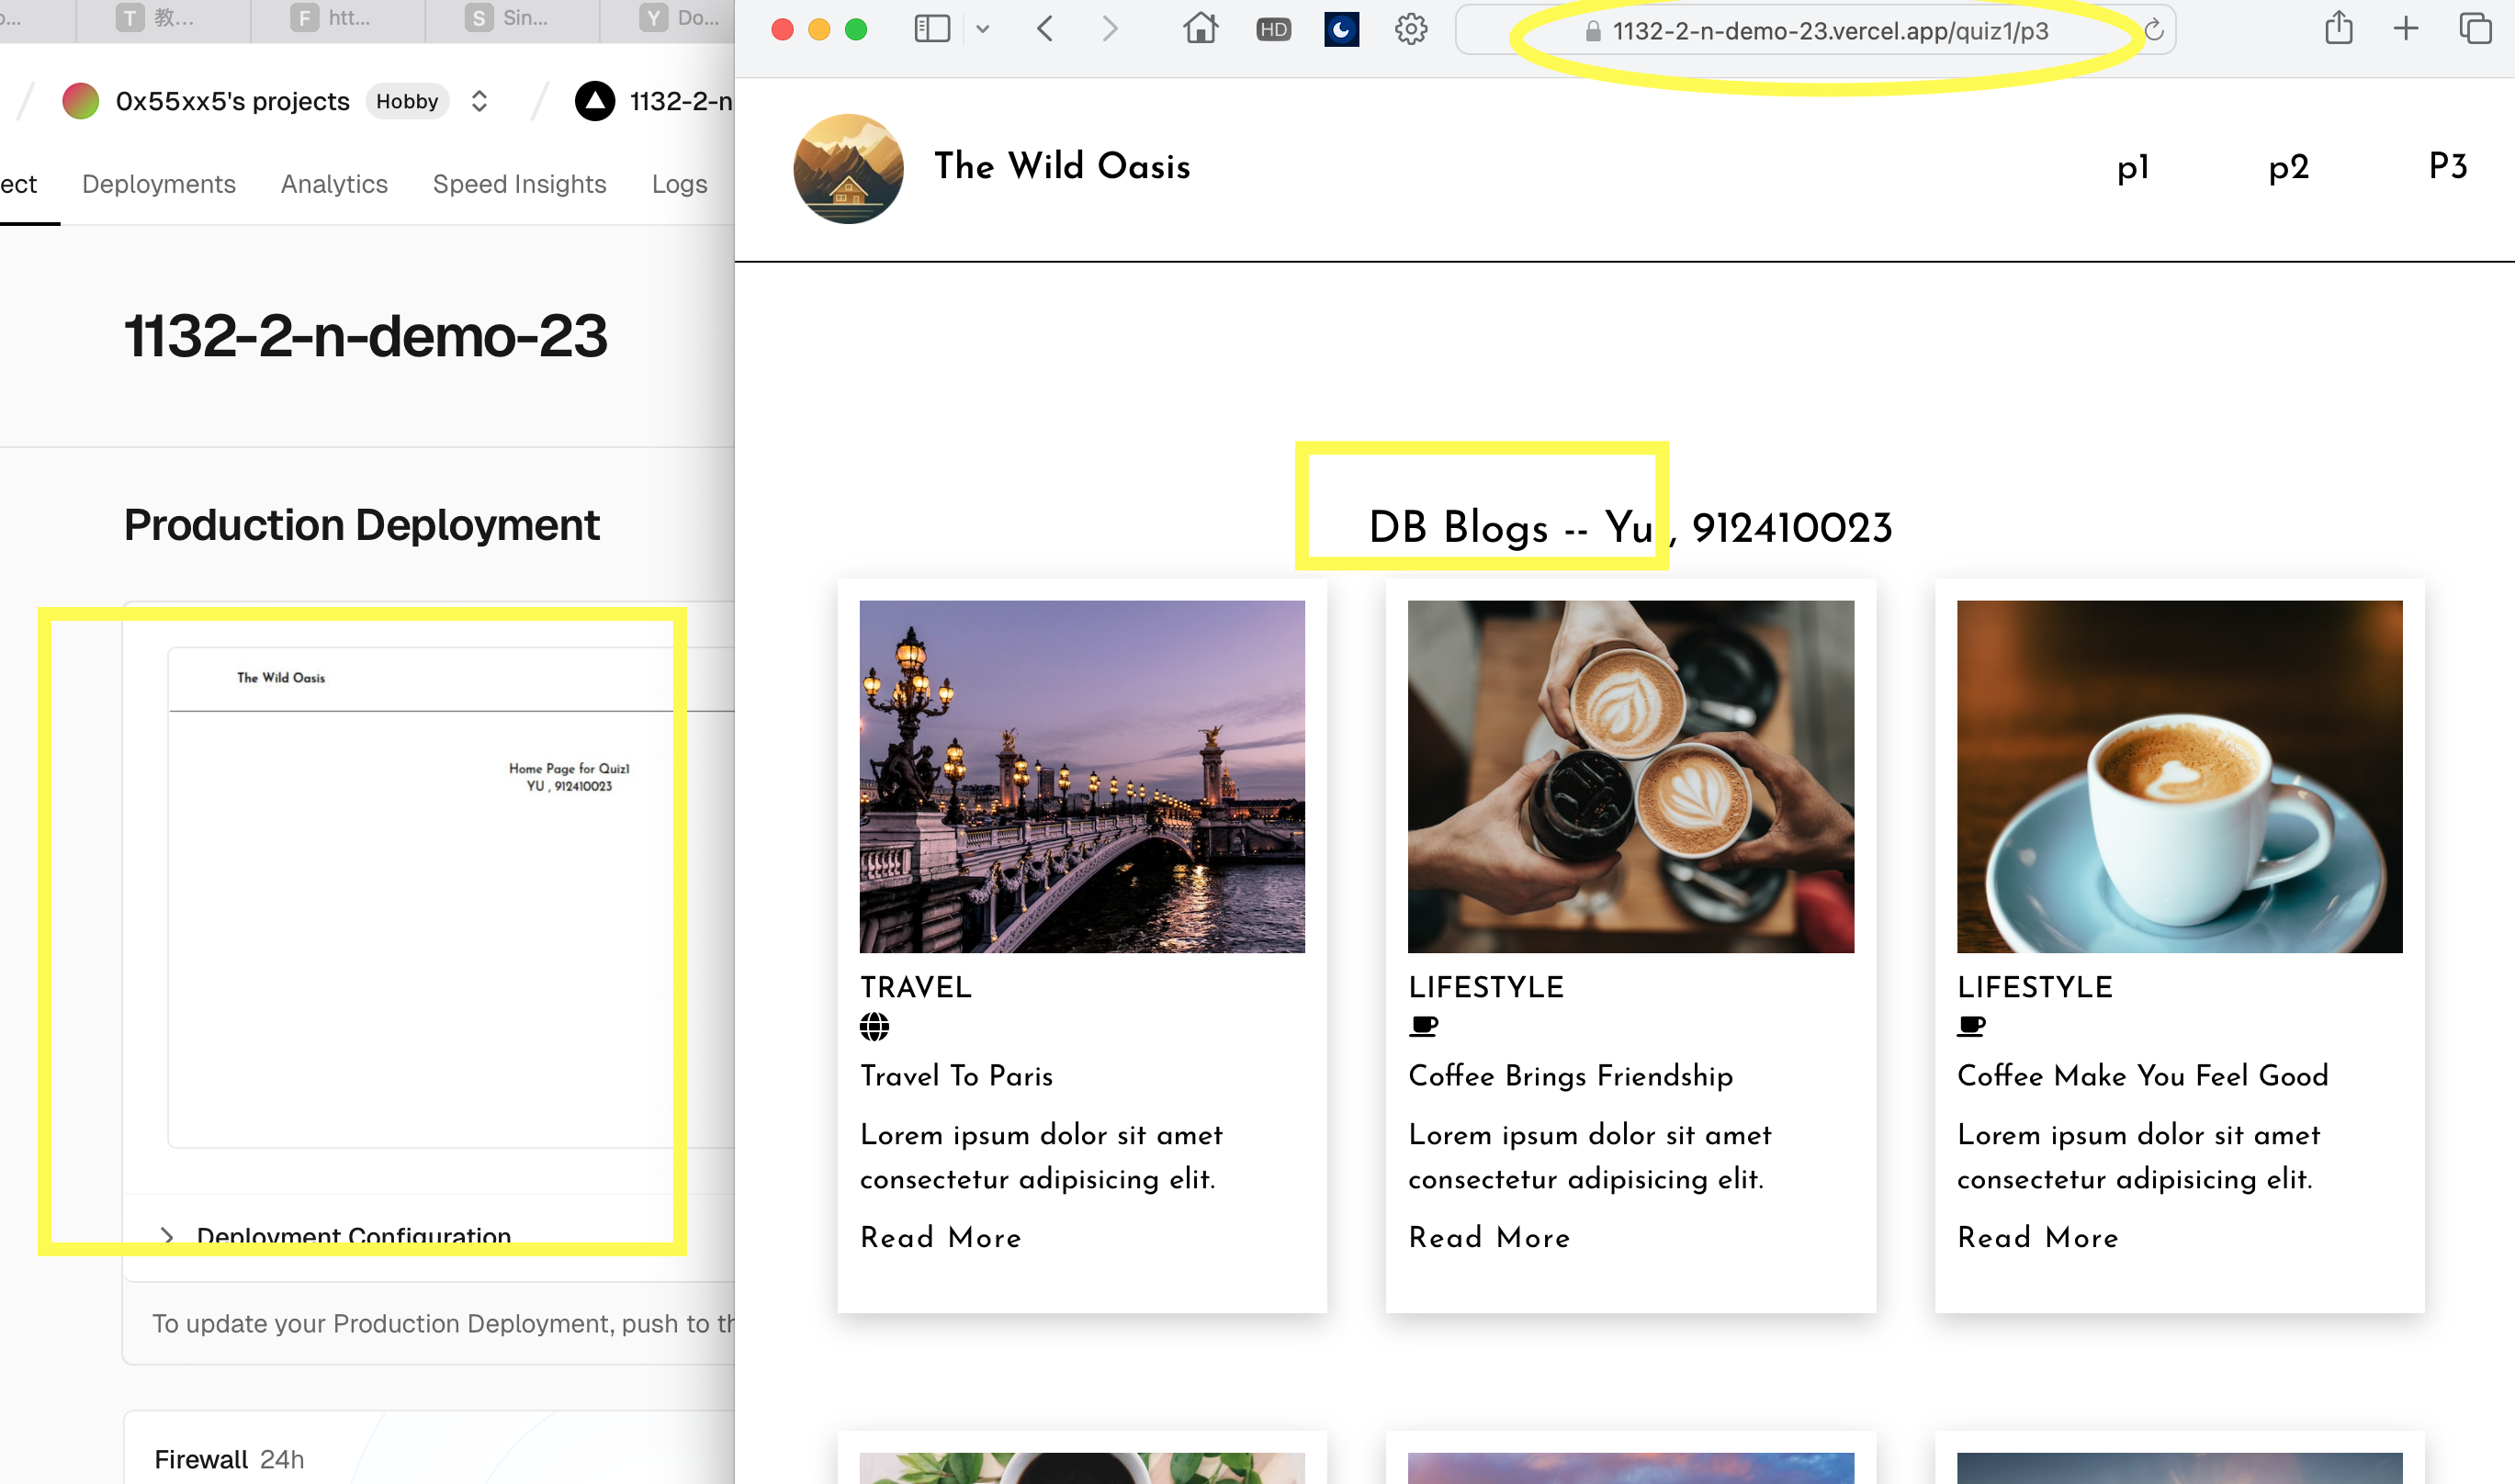 T 教...
F htt...
S Sin...
Y Do...
0x55xx5's projects Hobby
1132-2-n
ect Deployments Analytics Speed Insights Logs
1132-2-n-demo-23
Production Deployment
The Wild Oasis
Home Page for Quiz1
YU , 912410023
Deployment Configuration
To update your Production Deployment, push to th
Firewall 24h
HD
1132-2-n-demo-23.vercel.app/quiz1/p3
The Wild Oasis
p1 p2 P3
DB Blogs -- Yu , 912410023
TRAVEL
Travel To Paris
Lorem ipsum dolor sit amet
consectetur adipisicing elit.
Read More
LIFESTYLE
Coffee Brings Friendship
Lorem ipsum dolor sit amet
consectetur adipisicing elit.
Read More
LIFESTYLE
Coffee Make You Feel Good
Lorem ipsum dolor sit amet
consectetur adipisicing elit.
Read More